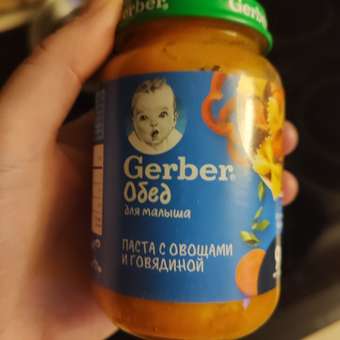 Gerber.
Gerber.
Обед
для малыша
ПАСТА С ОВОЩАМИ
И ГОВЯДИНОЙ